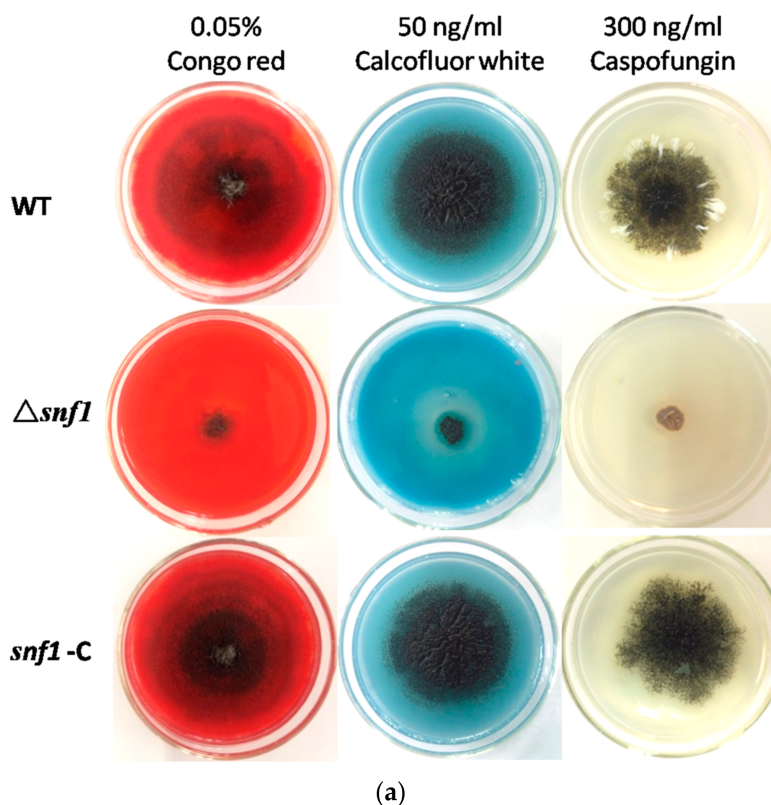 0.05%
Congo red
50 ng/ml
Calcofluor white
300 ng/ml
Caspofungin
WT
△snf1
snf1-C
(a)